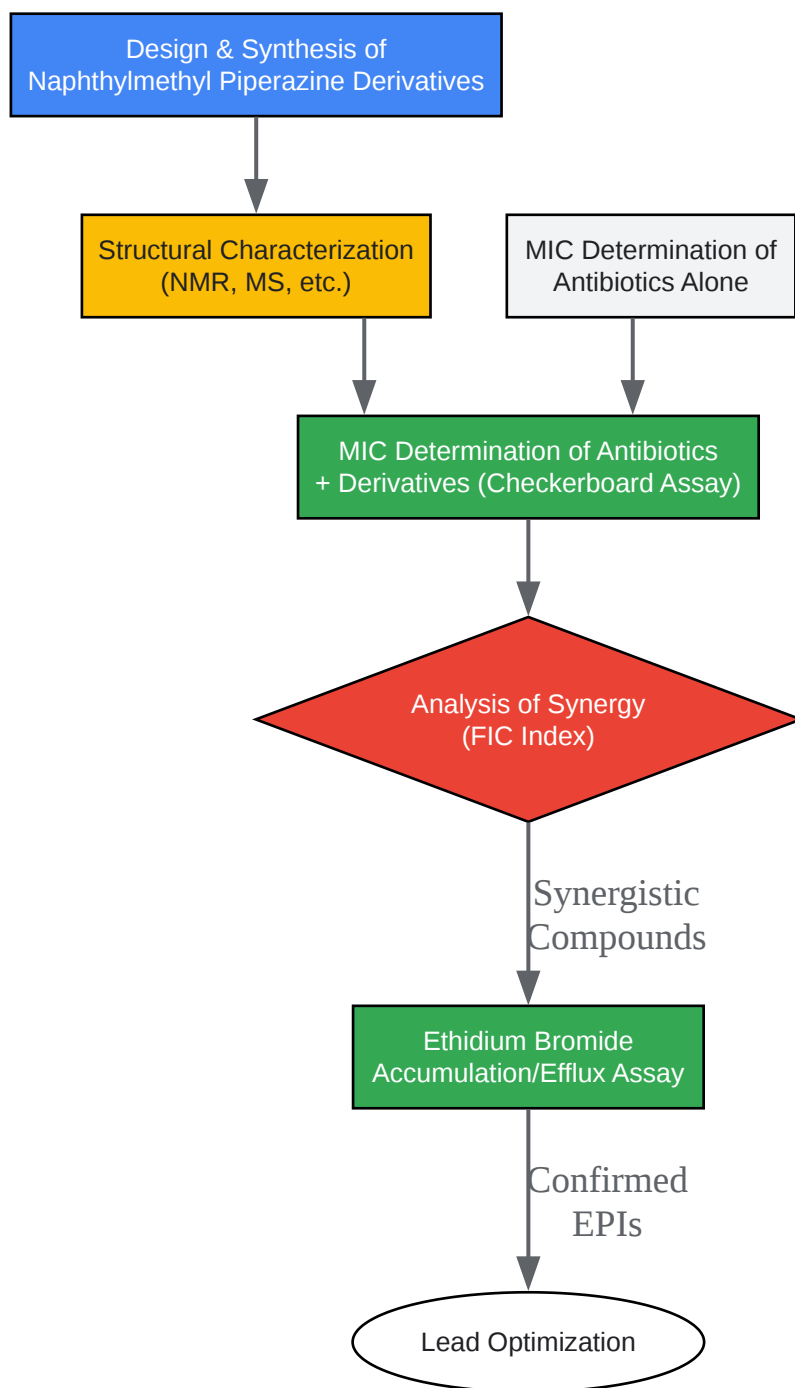 Design & Synthesis of
Naphthylmethyl Piperazine Derivatives
Structural Characterization
(NMR, MS, etc.)
MIC Determination of
Antibiotics Alone
MIC Determination of Antibiotics
+ Derivatives (Checkerboard Assay)
Analysis of Synergy
(FIC Index)
Synergistic
Compounds
Ethidium Bromide
Accumulation/Efflux Assay
Confirmed
EPIs
Lead Optimization